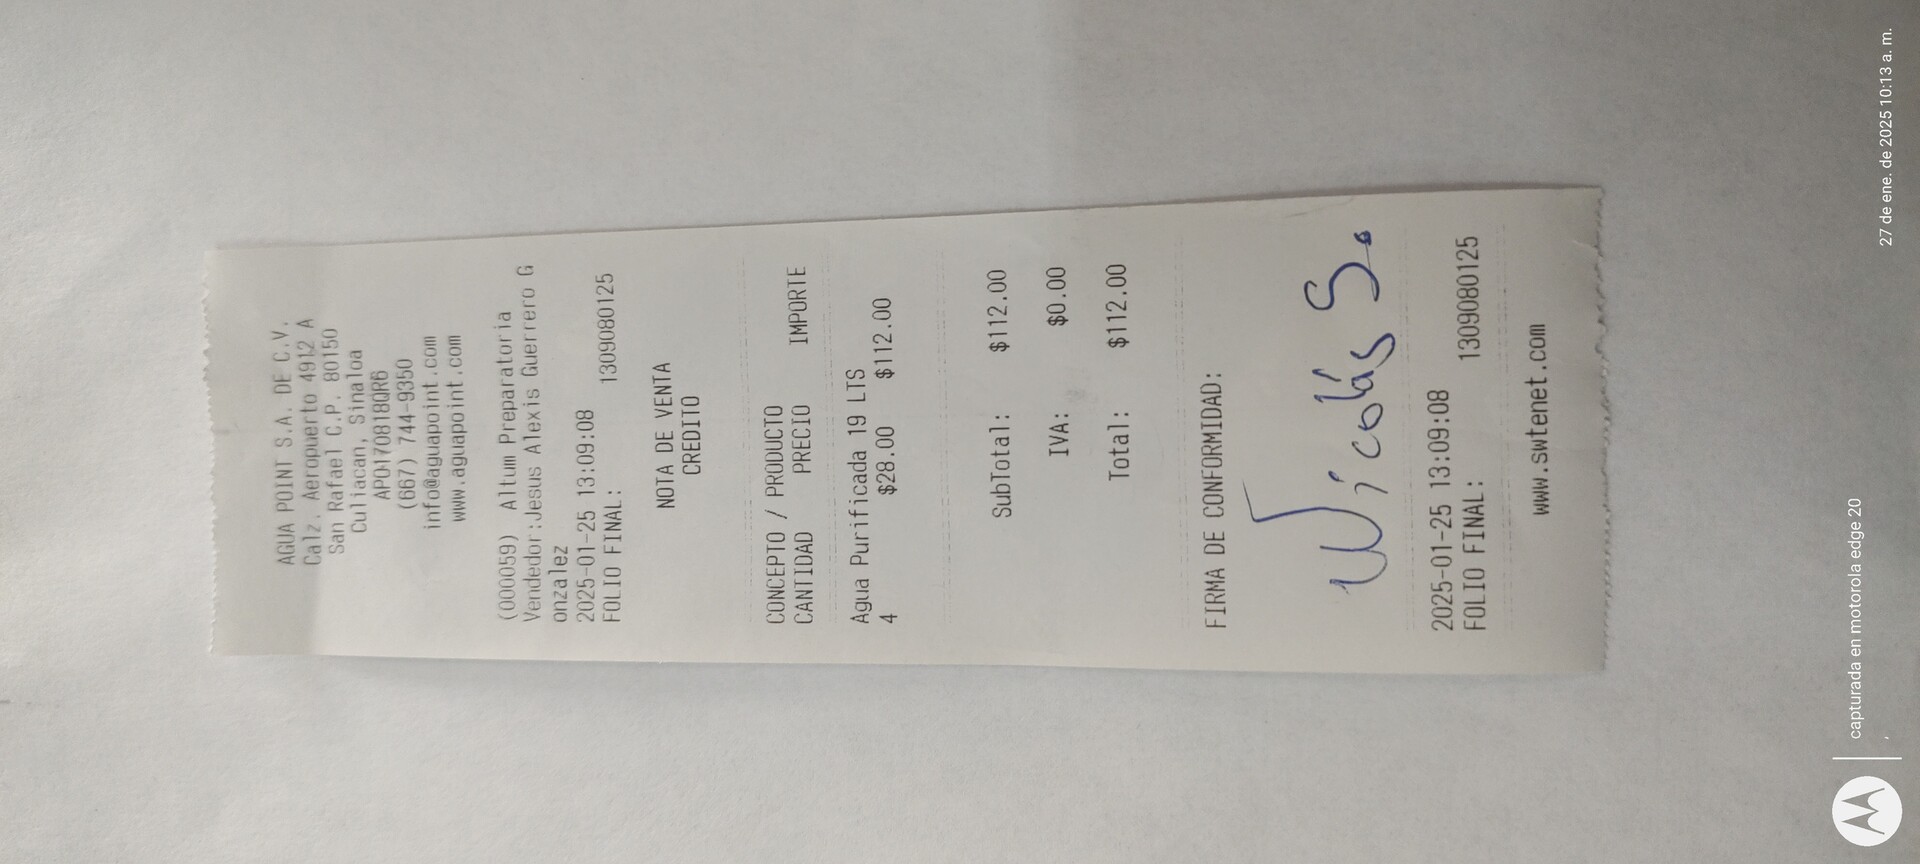 AGUA POINT S.A. DE C.V.
Calz. Aeropuerto 4912 A
San Rafael C.P. 80150
Culiacan, Sinaloa
APO170818QR6
(667) 744-9350
info@aguapoint.com
www.aguapoint.com
(000059) Altum Preparatoria
Vendedor:Jesus Alexis Guerrero G
onzalez
2025-01-25 13:09:08
FOLIO FINAL: 1309080125
NOTA DE VENTA
CREDITO
CONCEPTO / PRODUCTO
CANTIDAD PRECIO IMPORTE
Agua Purificada 19 LTS
4 $28.00 $112.00
SubTotal: $112.00
IVA: $0.00
Total: $112.00
FIRMA DE CONFORMIDAD:
Nicolás S.
2025-01-25 13:09:08
FOLIO FINAL: 1309080125
www.swtenet.com
capturada en motorola edge 20
27 de ene. de 2025 10:13 a. m.